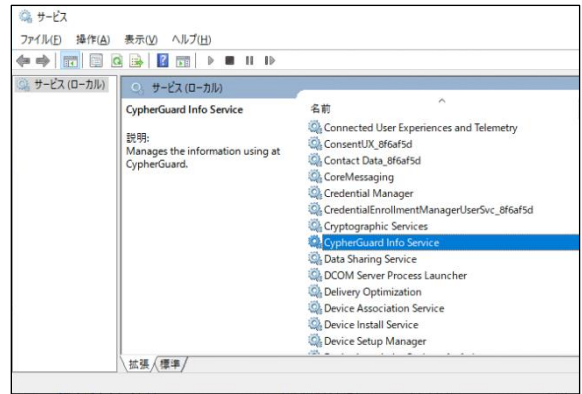 サービス
ファイル(F) 操作(A) 表示(V) ヘルプ(H)
サービス (ローカル)
サービス (ローカル)
CypherGuard Info Service
説明:
Manages the information using at
CypherGuard.
名前
Connected User Experiences and Telemetry
ConsentUX_8f6af5d
Contact Data_8f6af5d
CoreMessaging
Credential Manager
CredentialEnrollmentManagerUserSvc_8f6af5d
Cryptographic Services
CypherGuard Info Service
Data Sharing Service
DCOM Server Process Launcher
Delivery Optimization
Device Association Service
Device Install Service
Device Setup Manager
拡張 標準